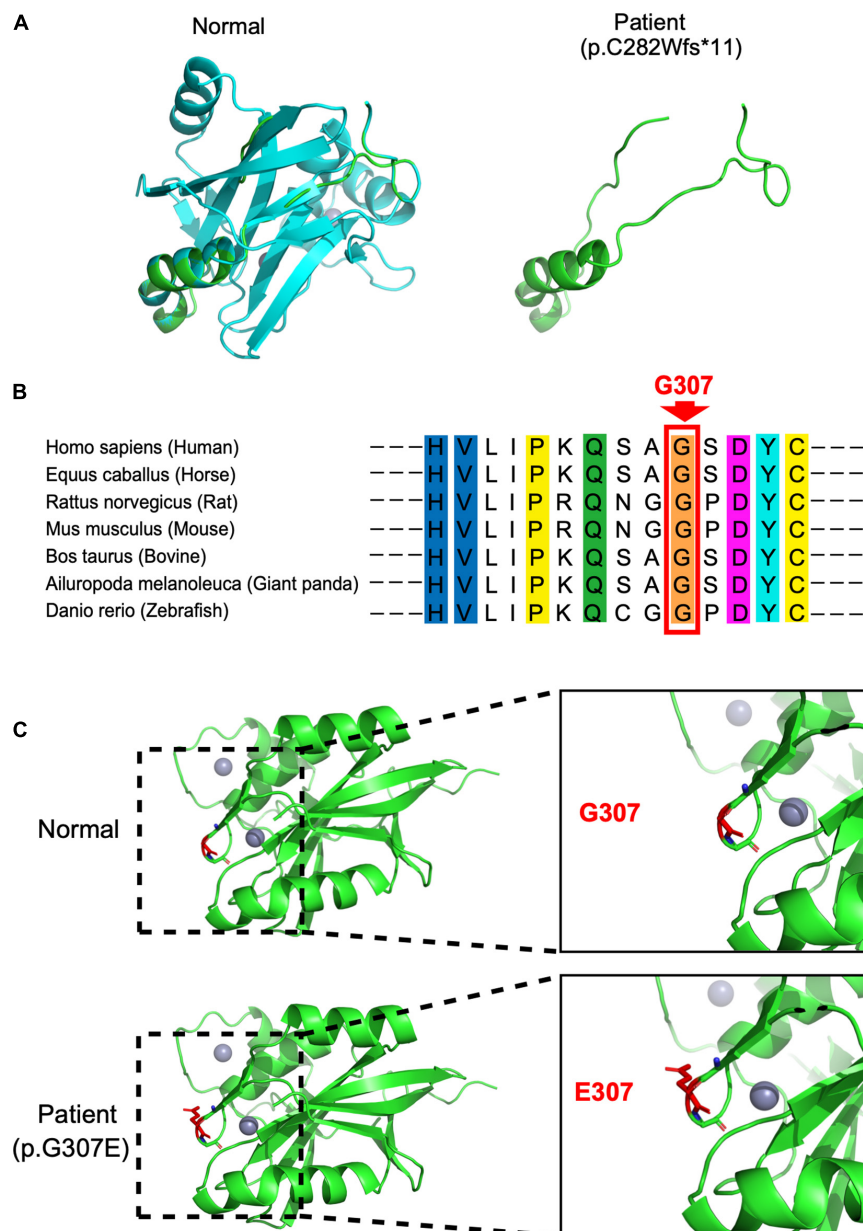 A
Normal
Patient
(p.C282Wfs*11)
B
G307
Homo sapiens (Human) – – – H V L I P K Q S A G S D Y C – – –
Equus caballus (Horse) – – – H V L I P K Q S A G S D Y C – – –
Rattus norvegicus (Rat) – – – H V L I P R Q N G G P D Y C – – –
Mus musculus (Mouse) – – – H V L I P R Q N G G P D Y C – – –
Bos taurus (Bovine) – – – H V L I P K Q S A G S D Y C – – –
Ailuropoda melanoleuca (Giant panda) – – – H V L I P K Q S A G S D Y C – – –
Danio rerio (Zebrafish) – – – H V L I P K Q C G G P D Y C – – –
C
Normal
G307
Patient
(p.G307E)
E307